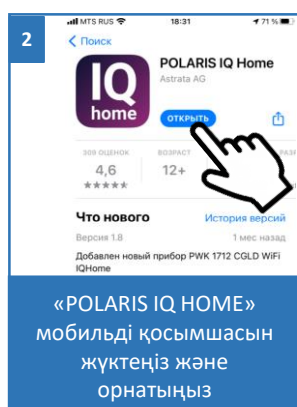 2
MTS RUS 18:31 71 %
Поиск
IQ
home
POLARIS IQ Home
Astrata AG
ОТКРЫТЬ
309 ОЦЕНОК ВОЗРАСТ
4,6 12+
★★★★★
Что нового История версий
Версия 1.8 1 мес назад
Добавлен новый прибор PWK 1712 CGLD WiFi
IQHome
«POLARIS IQ HOME»
мобильді қосымшасын
жүктеңіз және
орнатыңыз